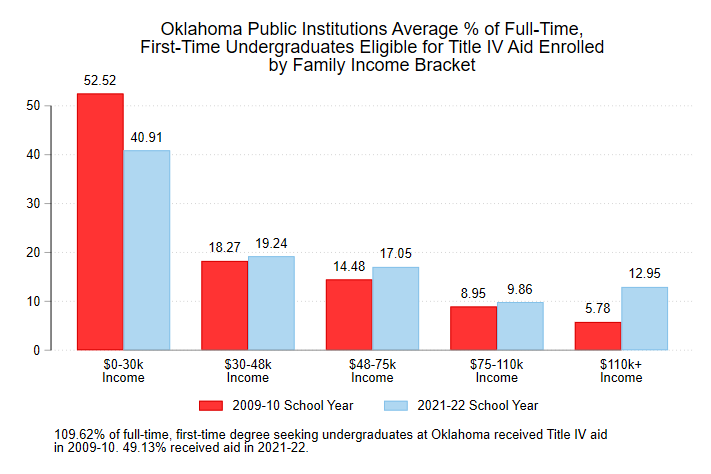 Oklahoma Public Institutions Average % of Full-Time,
First-Time Undergraduates Eligible for Title IV Aid Enrolled
by Family Income Bracket
52.52
50
40.91
40
30
20
18.27
19.24
14.48
17.05
8.95
9.86
5.78
12.95
10
0
$0-30k
Income
$30-48k
Income
$48-75k
Income
$75-110k
Income
$110k+
Income
2009-10 School Year
2021-22 School Year
109.62% of full-time, first-time degree seeking undergraduates at Oklahoma received Title IV aid
in 2009-10. 49.13% received aid in 2021-22.